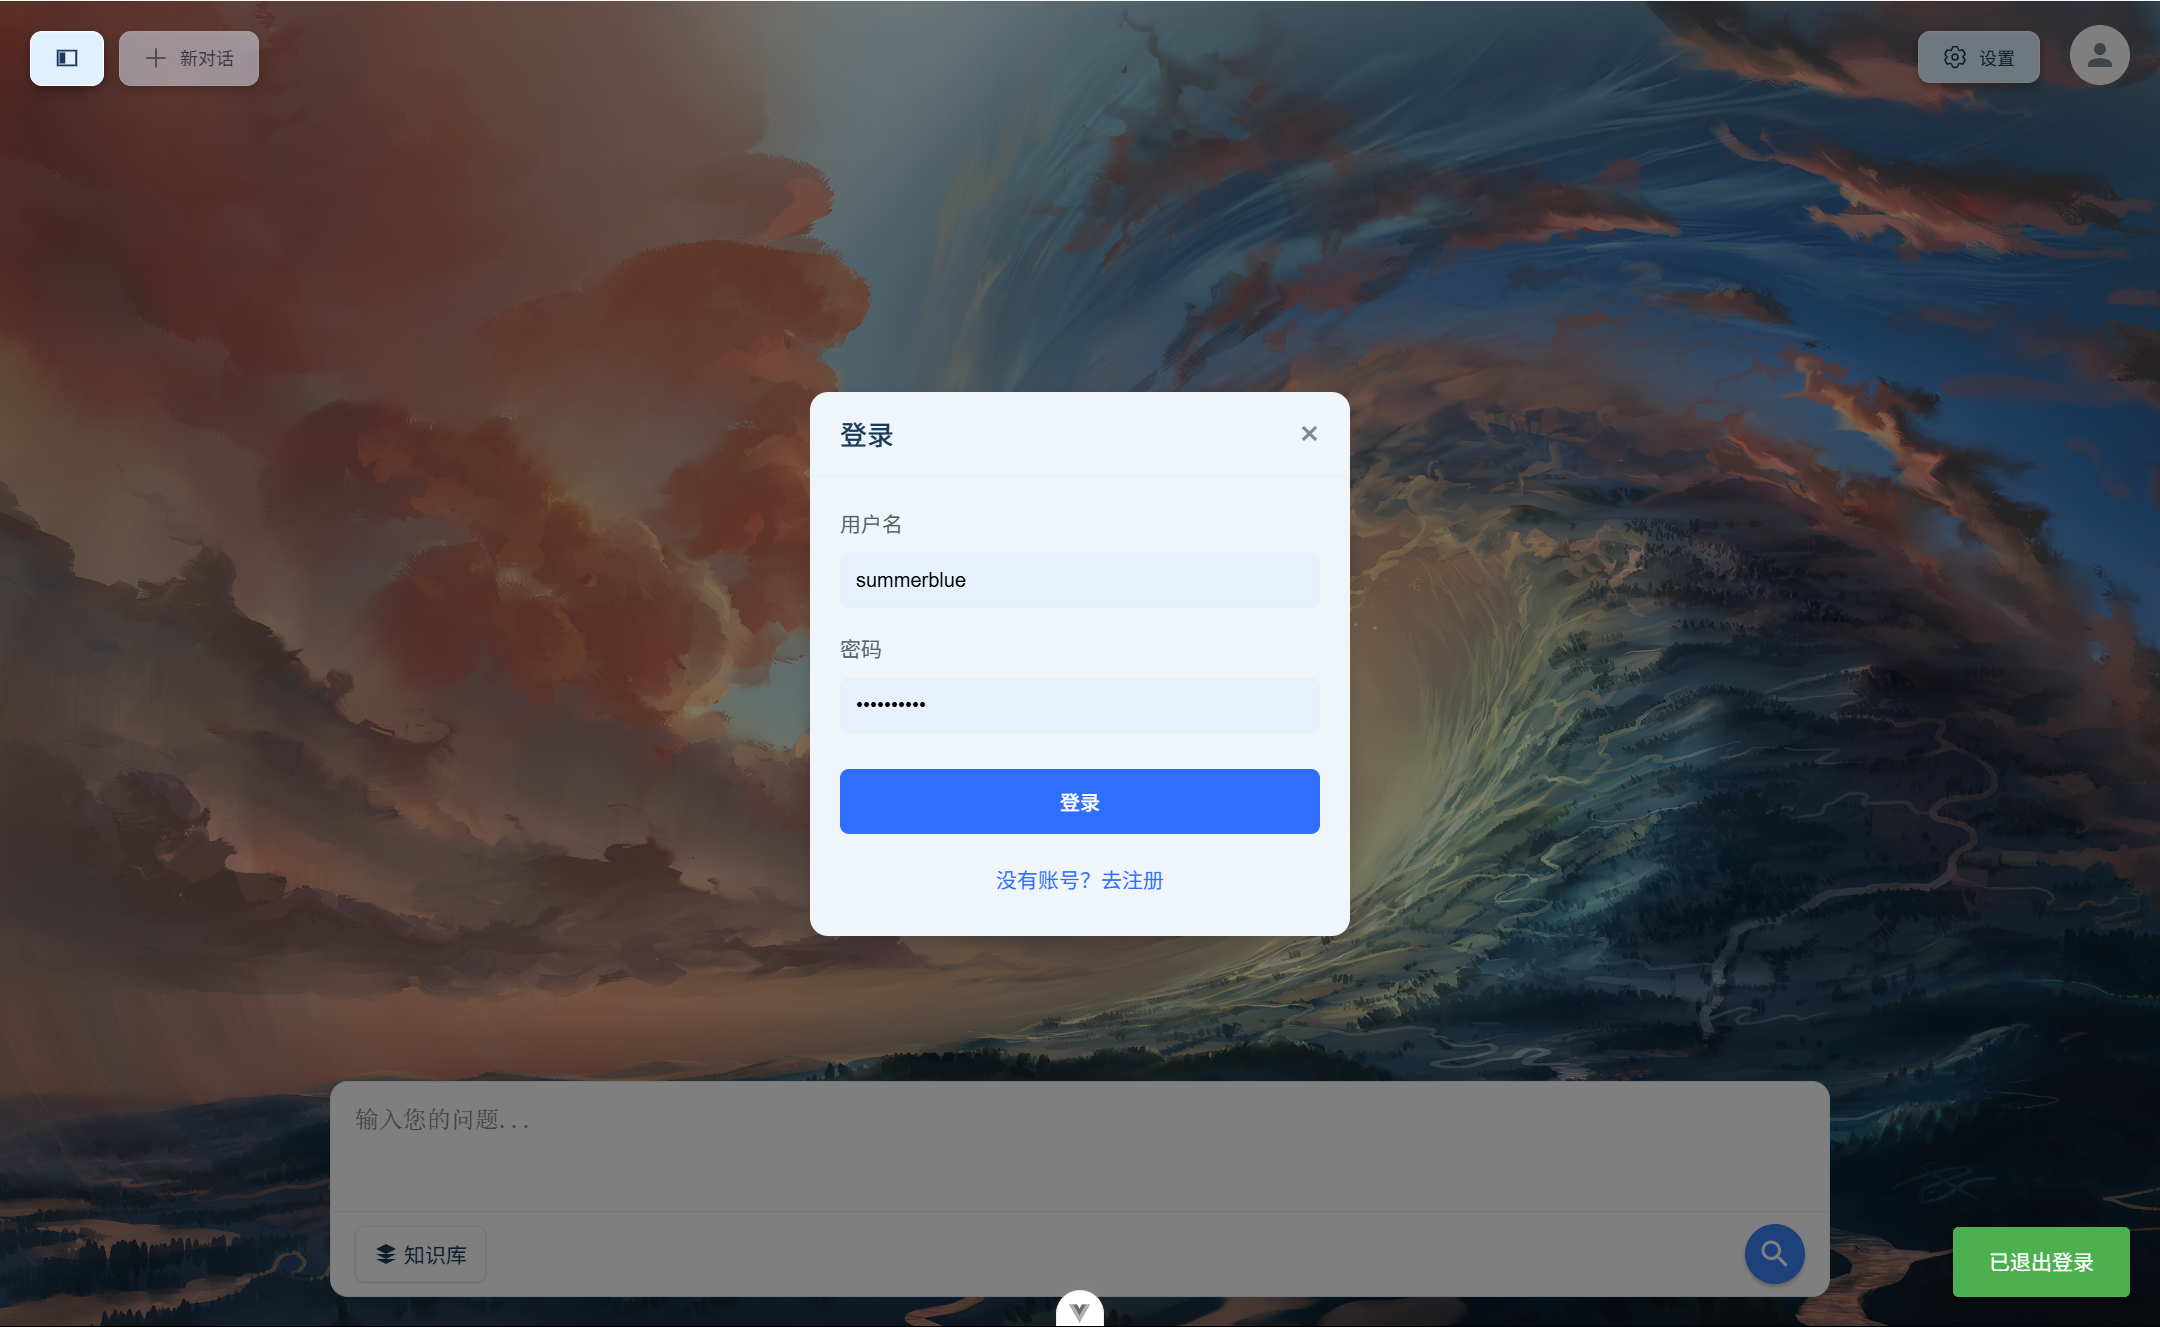 新对话
设置
登录
用户名
summerblue
密码
••••••••••
登录
没有账号？去注册
输入您的问题...
知识库
已退出登录